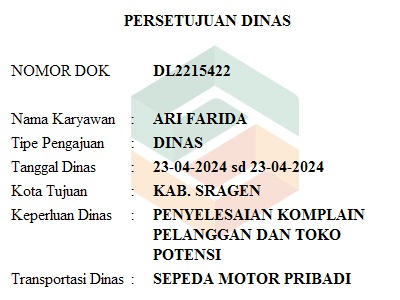 PERSETUJUAN DINAS
NOMOR DOK DL2215422
Nama Karyawan : ARI FARIDA
Tipe Pengajuan : DINAS
Tanggal Dinas : 23-04-2024 sd 23-04-2024
Kota Tujuan : KAB. SRAGEN
Keperluan Dinas : PENYELESAIAN KOMPLAIN
PELANGGAN DAN TOKO
POTENSI
Transportasi Dinas : SEPEDA MOTOR PRIBADI